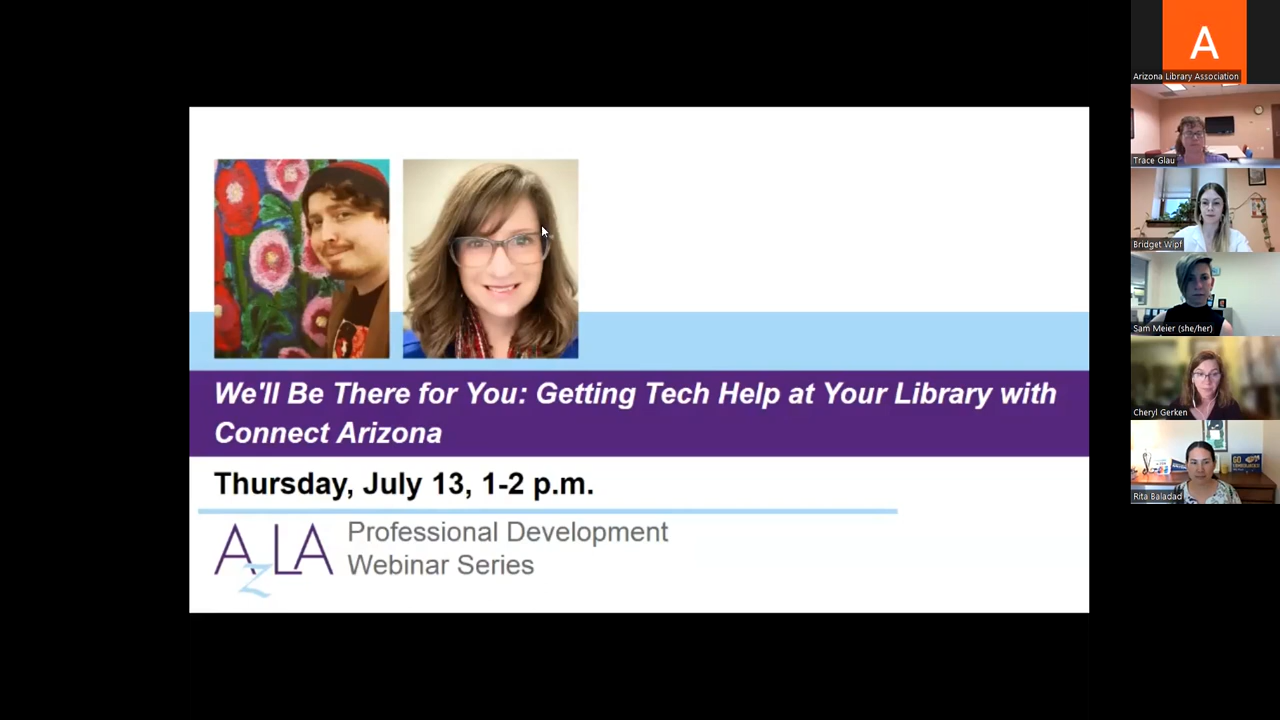 We'll Be There for You: Getting Tech Help at Your Library with
Connect Arizona
Thursday, July 13, 1-2 p.m.
AzLA
Professional Development
Webinar Series
A
Arizona Library Association
Trace Glau
Bridget Wipf
Sam Meier (she/her)
Cheryl Gerken
Rita Baladad